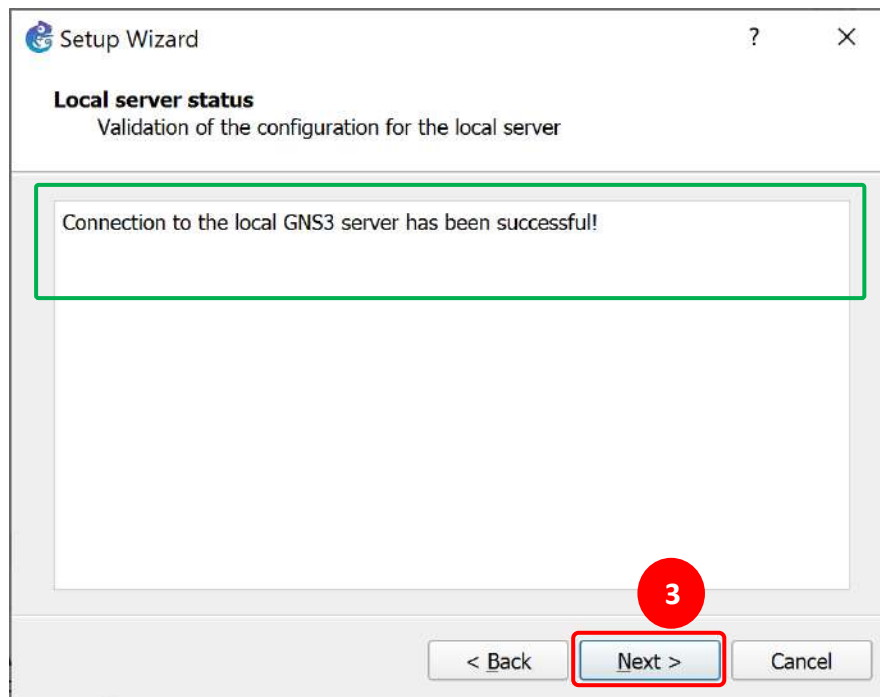 Setup Wizard
?
Local server status
Validation of the configuration for the local server
Connection to the local GNS3 server has been successful!
3
< Back
Next >
Cancel